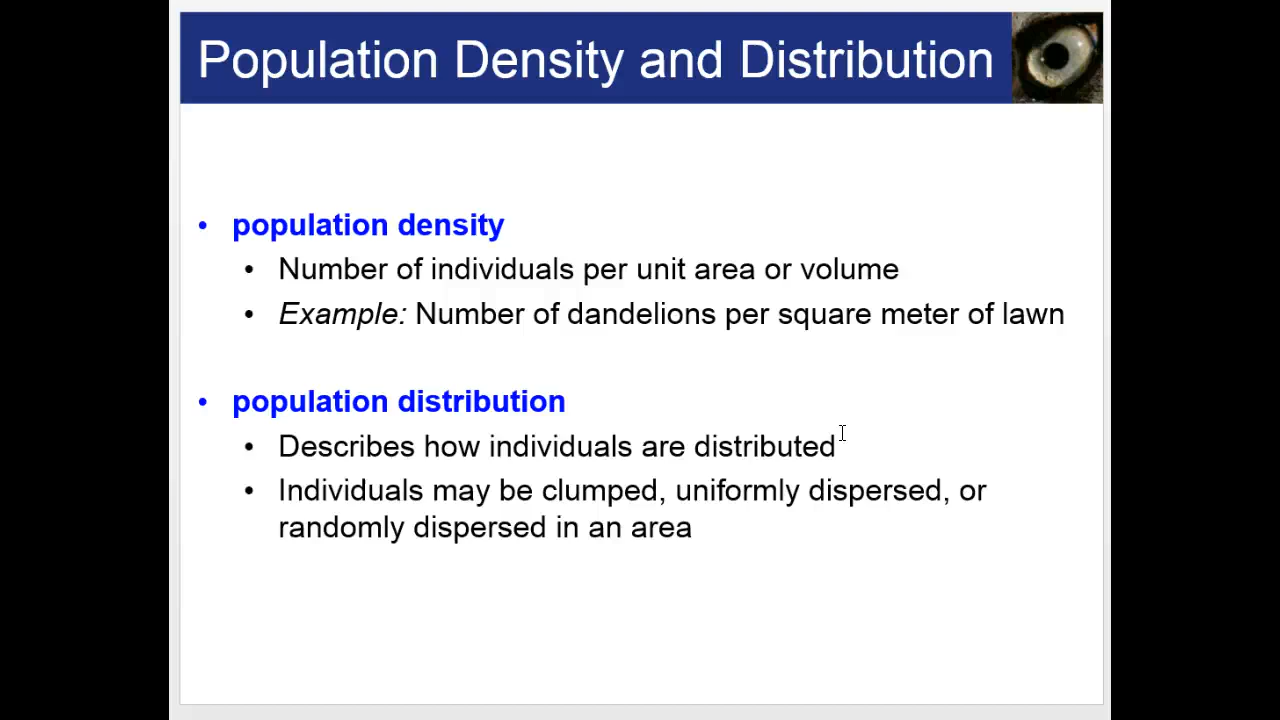 Population Density and Distribution
• population density
• Number of individuals per unit area or volume
• Example: Number of dandelions per square meter of lawn
• population distribution
• Describes how individuals are distributed
• Individuals may be clumped, uniformly dispersed, or
randomly dispersed in an area